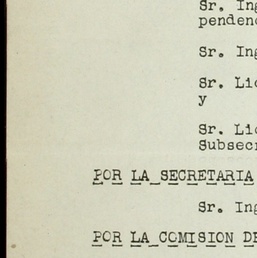 Sr. Ing
pendenc
Sr. Ing
Sr. Lic
y
Sr. Lic
Subsecr
POR LA SECRETARIA
Sr. Ing
POR LA COMISION DE